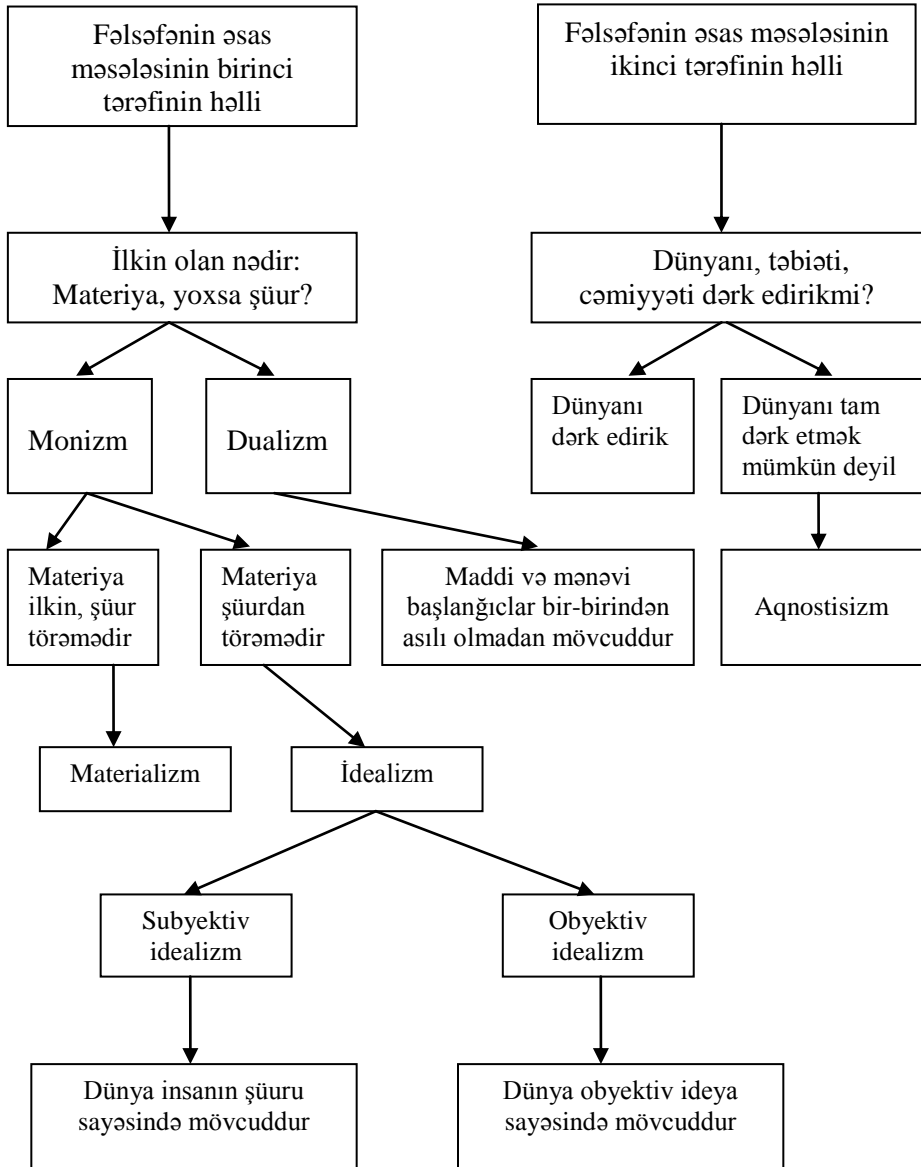 Fəlsəfənin əsas
məsələsinin birinci
tərəfinin həlli
Fəlsəfənin əsas məsələsinin
ikinci tərəfinin həlli
İlkin olan nədir:
Materiya, yoxsa şüur?
Dünyanı, təbiəti,
cəmiyyəti dərk edirikmi?
Monizm
Dualizm
Dünyanı
dərk edirik
Dünyanı tam
dərk etmək
mümkün deyil
Materiya
ilkin, şüur
törəmədir
Materiya
şüurdan
törəmədir
Maddi və mənəvi
başlanğıclar bir-birindən
asılı olmadan mövcuddur
Aqnostisizm
Materializm
İdealizm
Subyektiv
idealizm
Obyektiv
idealizm
Dünya insanın şüuru
sayəsində mövcuddur
Dünya obyektiv ideya
sayəsində mövcuddur